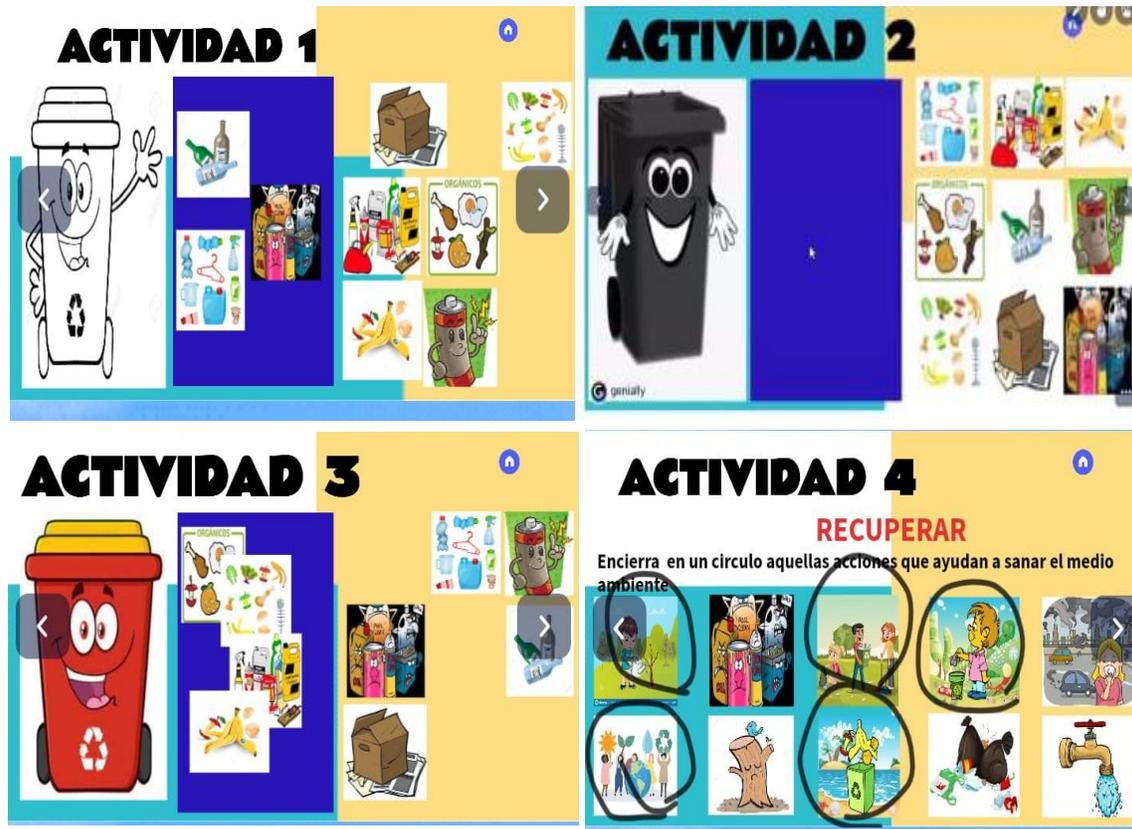 ACTIVIDAD 1
ORGÁNICOS
ACTIVIDAD 2
ORGÁNICOS
genially
ACTIVIDAD 3
ORGÁNICOS
ACTIVIDAD 4
RECUPERAR
Encierra en un circulo aquellas acciones que ayudan a sanar el medio
ambiente